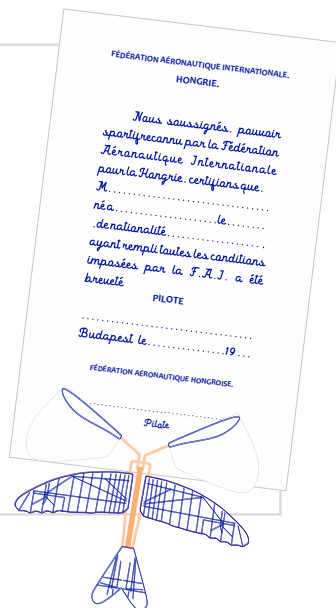 FÉDÉRATION AÉRONAUTIQUE INTERNATIONALE.
HONGRIE.
Nous soussignés, pouvoir
sportif reconnu par la Fédération
Aéronautique Internationale
pour la Hongrie, certifions que.
M..............................
né a....................le.......
.de nationalité...................
ayant rempli toutes les conditions
imposées par la F.A.I. a été
breveté
PILOTE
.................................
Budapest le...............19...
FÉDÉRATION AÉRONAUTIQUE HONGROISE.
.................................
Pilote